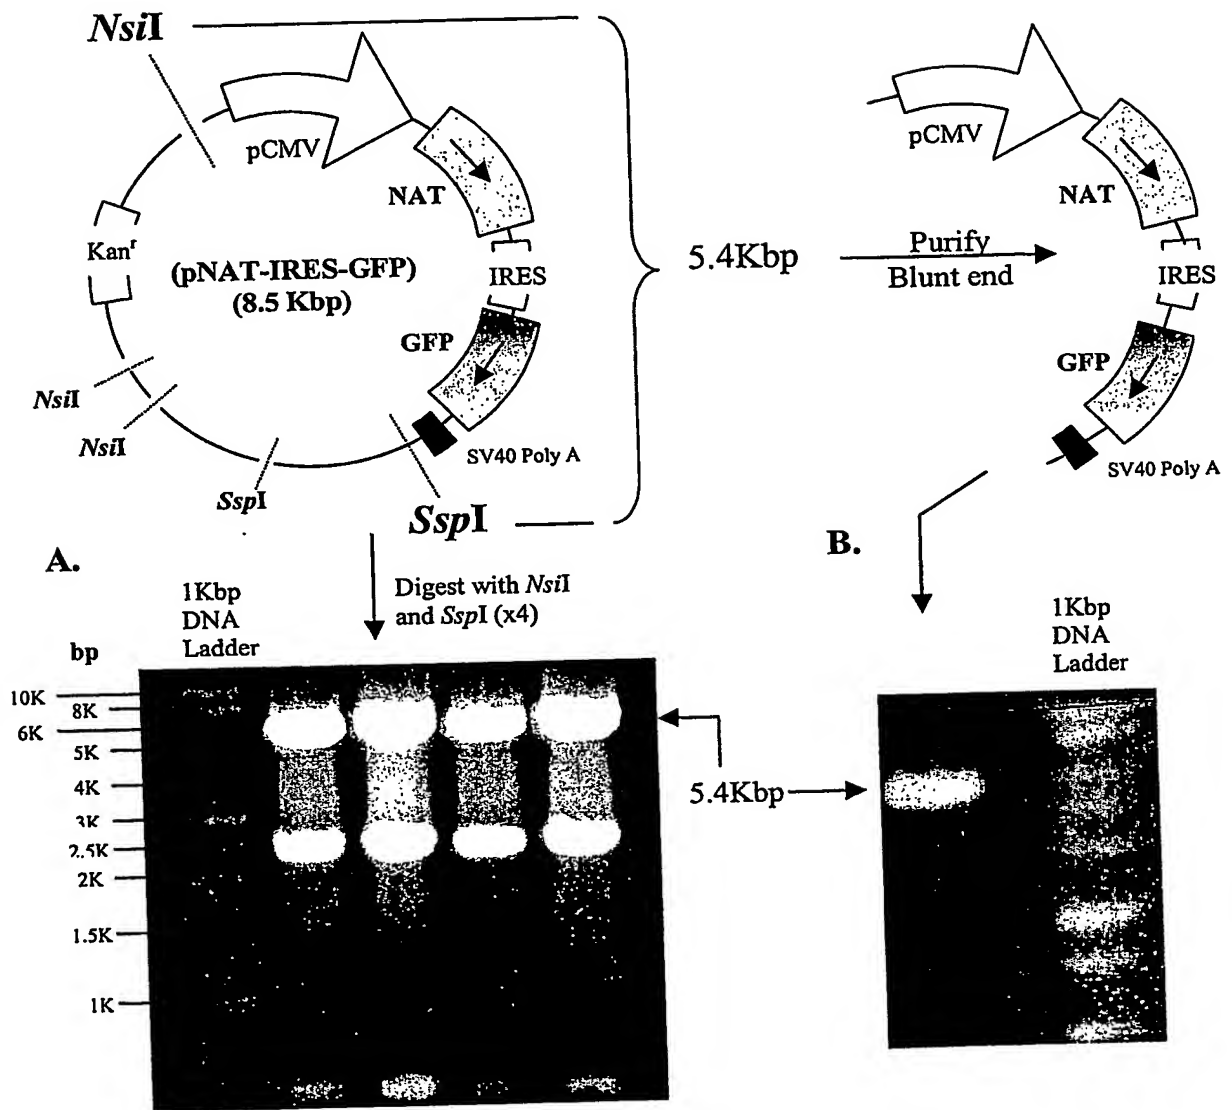 NsiI
pCMV
NAT
Kanʳ
(pNAT-IRES-GFP)
(8.5 Kbp)
IRES
GFP
NsiI
NsiI
SspI
SV40 Poly A
SspI
5.4Kbp
Purify
Blunt end
pCMV
NAT
IRES
GFP
SV40 Poly A
A.
Digest with NsiI
and SspI (x4)
1Kbp
DNA
Ladder
bp
10K
8K
6K
5K
4K
3K
2.5K
2K
1.5K
1K
5.4Kbp
B.
1Kbp
DNA
Ladder